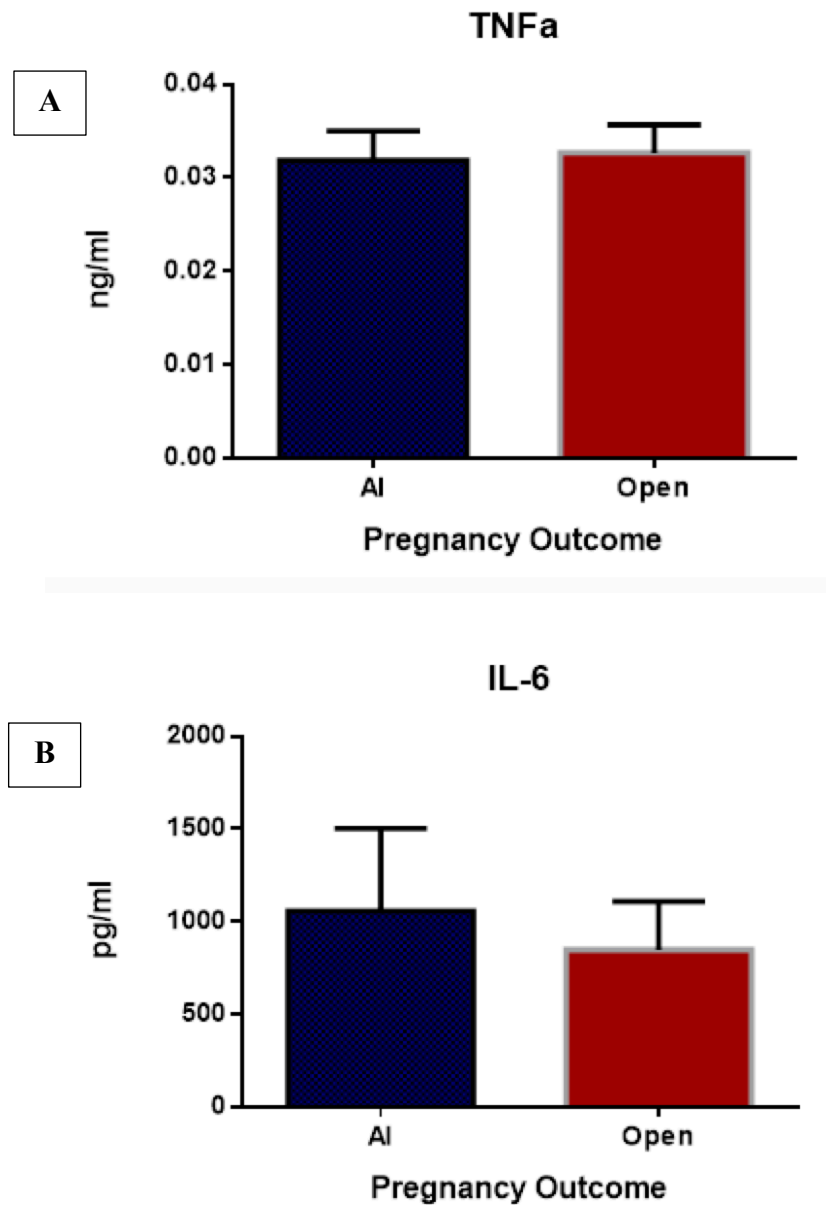 TNFa
A
0.04
0.03
0.02
0.01
0.00
ng/ml
AI
Open
Pregnancy Outcome
IL-6
B
2000
1500
1000
500
0
pg/ml
AI
Open
Pregnancy Outcome